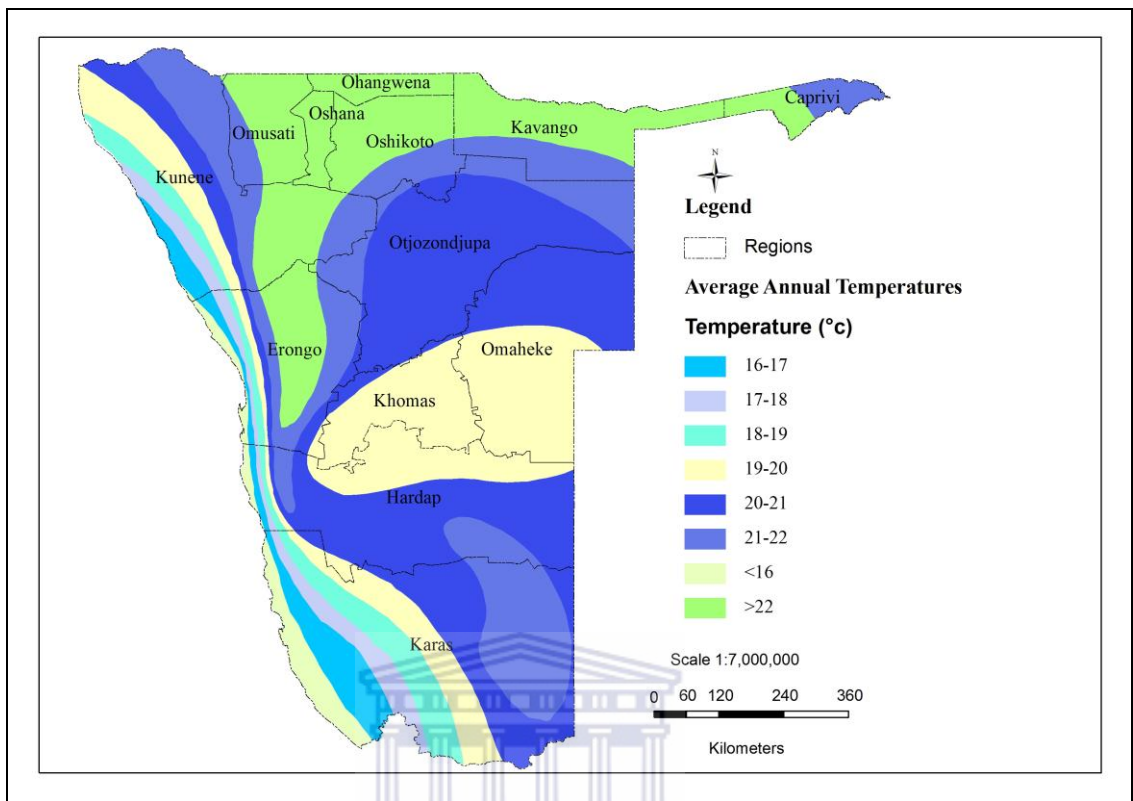 Ohangwena
Caprivi
Oshana
Omusati
Kavango
Oshikoto
Kunene
N
Otjozondjupa
Erongo
Omaheke
Khomas
Hardap
Karas
Legend
Regions
Average Annual Temperatures
Temperature (°c)
16-17
17-18
18-19
19-20
20-21
21-22
<16
>22
Scale 1:7,000,000
0 60 120 240 360
Kilometers